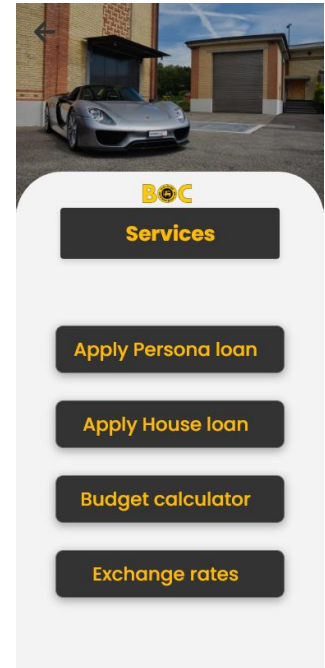 BOC
Services
Apply Persona loan
Apply House loan
Budget calculator
Exchange rates